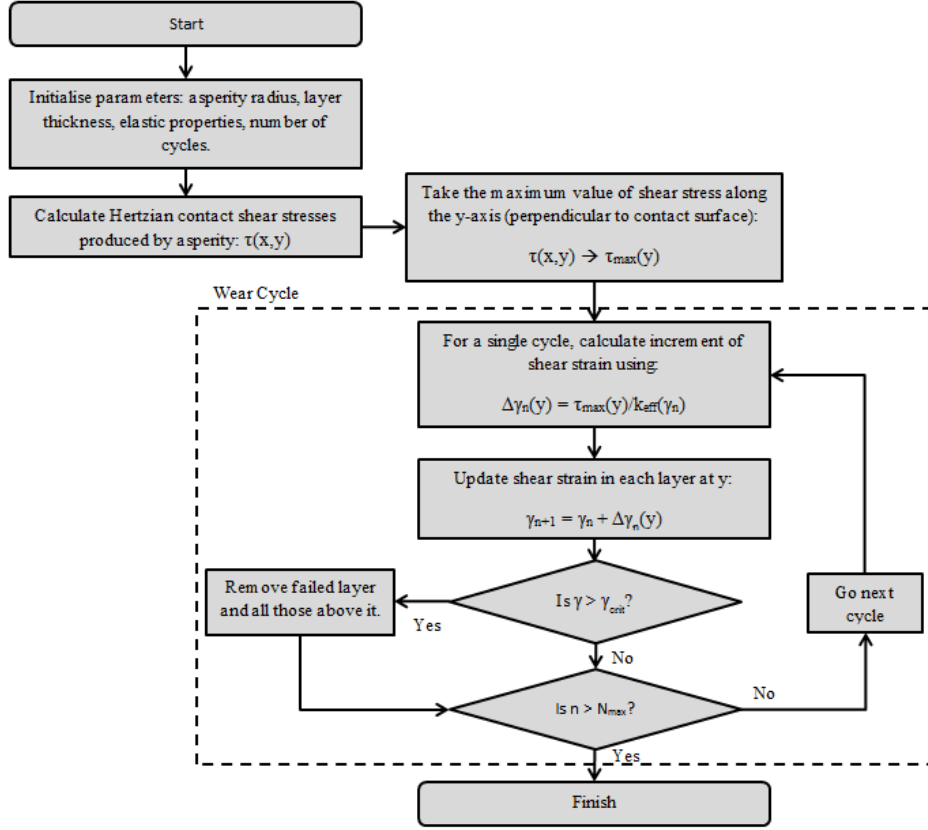 Start
Initialise parameters: asperity radius, layer
thickness, elastic properties, number of
cycles.
Calculate Hertzian contact shear stresses
produced by asperity: τ(x,y)
Take the maximum value of shear stress along
the y-axis (perpendicular to contact surface):
τ(x,y) → τmax(y)
Wear Cycle
For a single cycle, calculate increment of
shear strain using:
Δγn(y) = τmax(y)/keff(γn)
Update shear strain in each layer at y:
γn+1 = γn + Δγn(y)
Is γ > γcrit?
Yes
Remove failed layer
and all those above it.
No
Is n > Nmax?
No
Go next
cycle
Yes
Finish